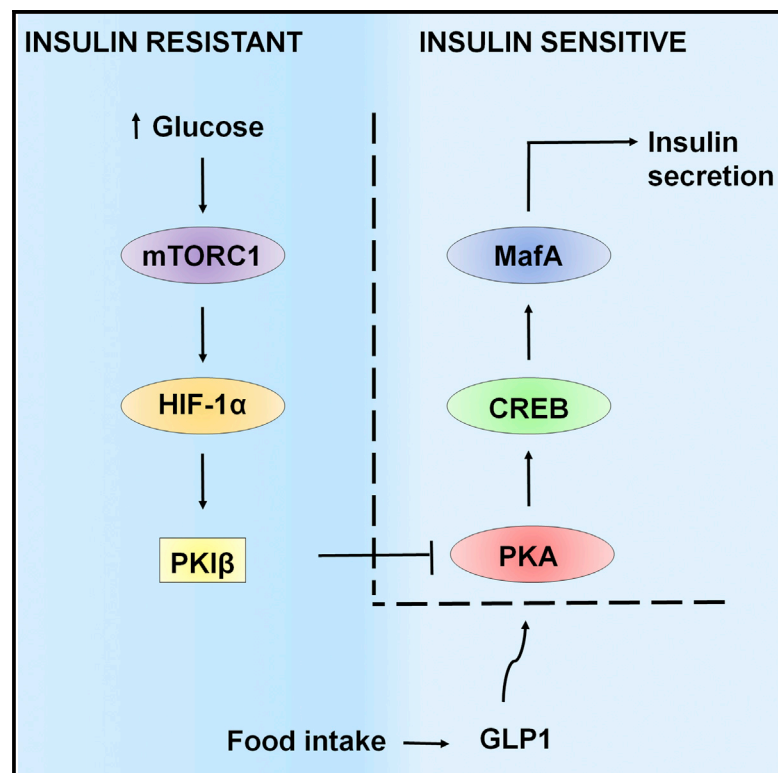 INSULIN RESISTANT
INSULIN SENSITIVE
Glucose
mTORC1
HIF-1α
PKIβ
Insulin
secretion
MafA
CREB
PKA
Food intake
GLP1